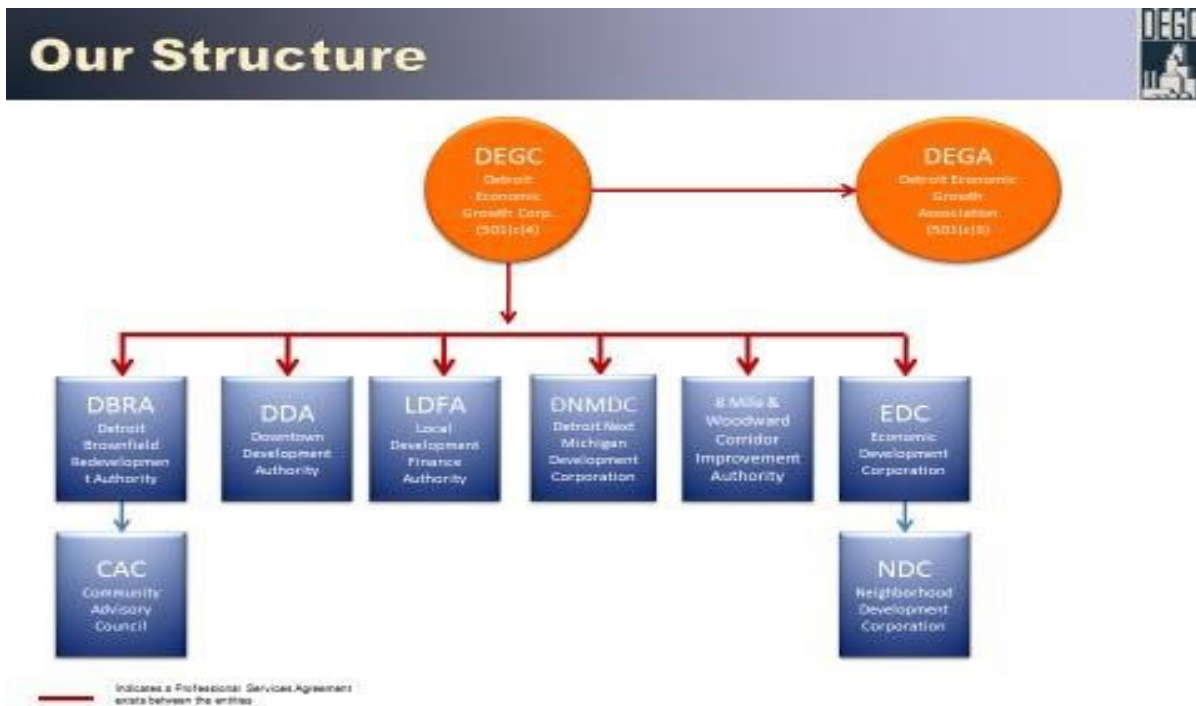 Our Structure
DEGC
DEGC
Detroit
Economic
Growth Corp.
(501(c)4)
DEGA
Detroit Economic
Growth
Association
DBRA
Detroit
Brownfield
Redevelopmen
t Authority
DDA
Downtown
Development
Authority
LDFA
Local
Development
Finance
Authority
DNMDC
Detroit Next
Michigan
Development
Corporation
8 Mile &
Woodward
Corridor
Improvement
Authority
EDC
Economic
Development
Corporation
CAC
Community
Advisory
Council
NDC
Neighborhood
Development
Corporation
Indicates a Professional Services Agreement
exists between the entities